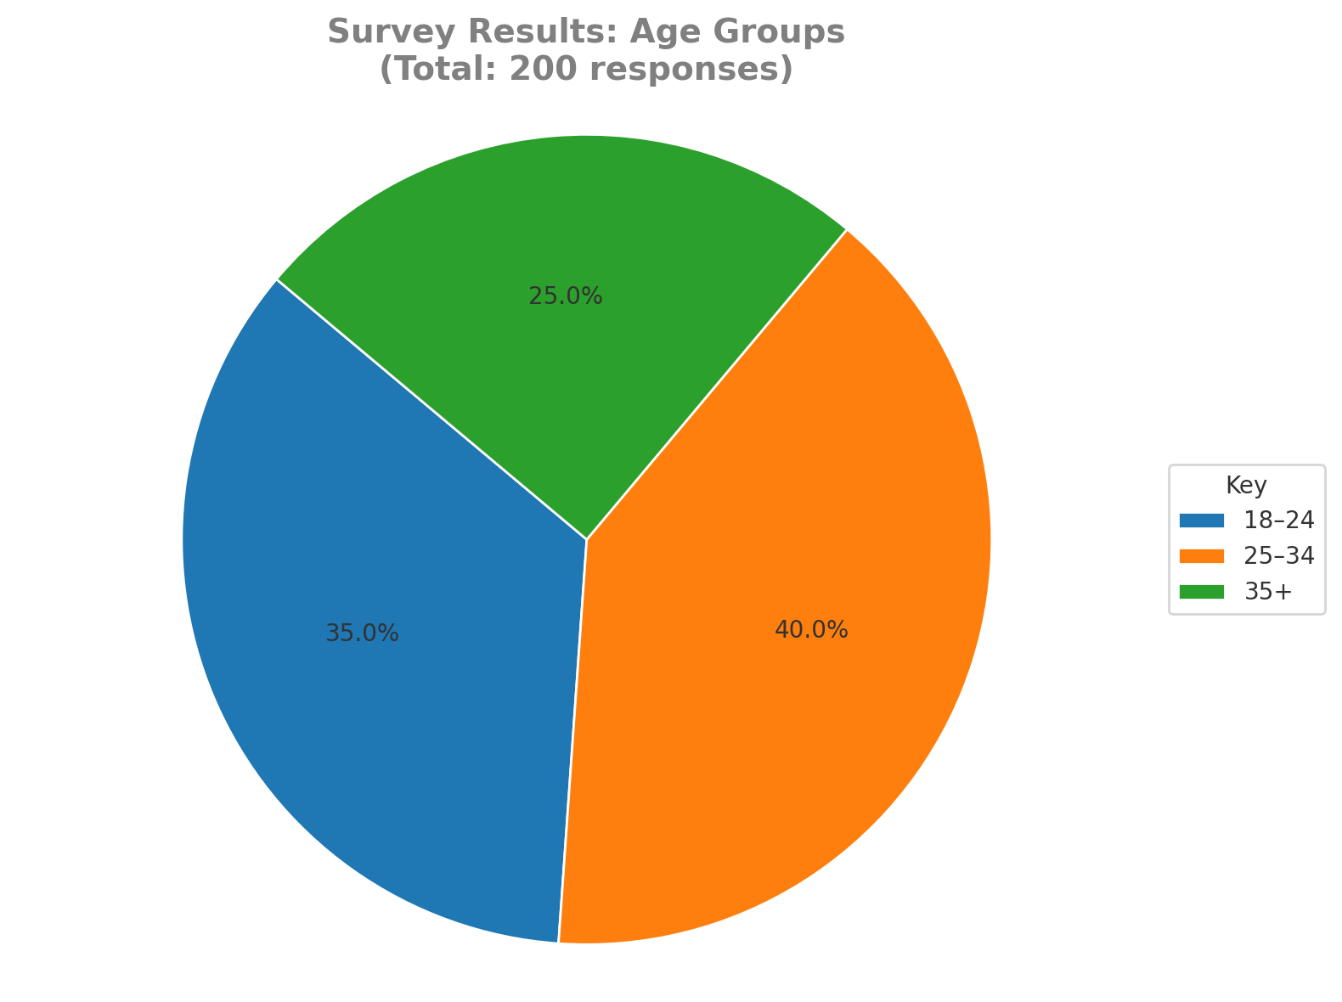 Survey Results: Age Groups
(Total: 200 responses)
25.0%
35.0%
40.0%
Key
18–24
25–34
35+